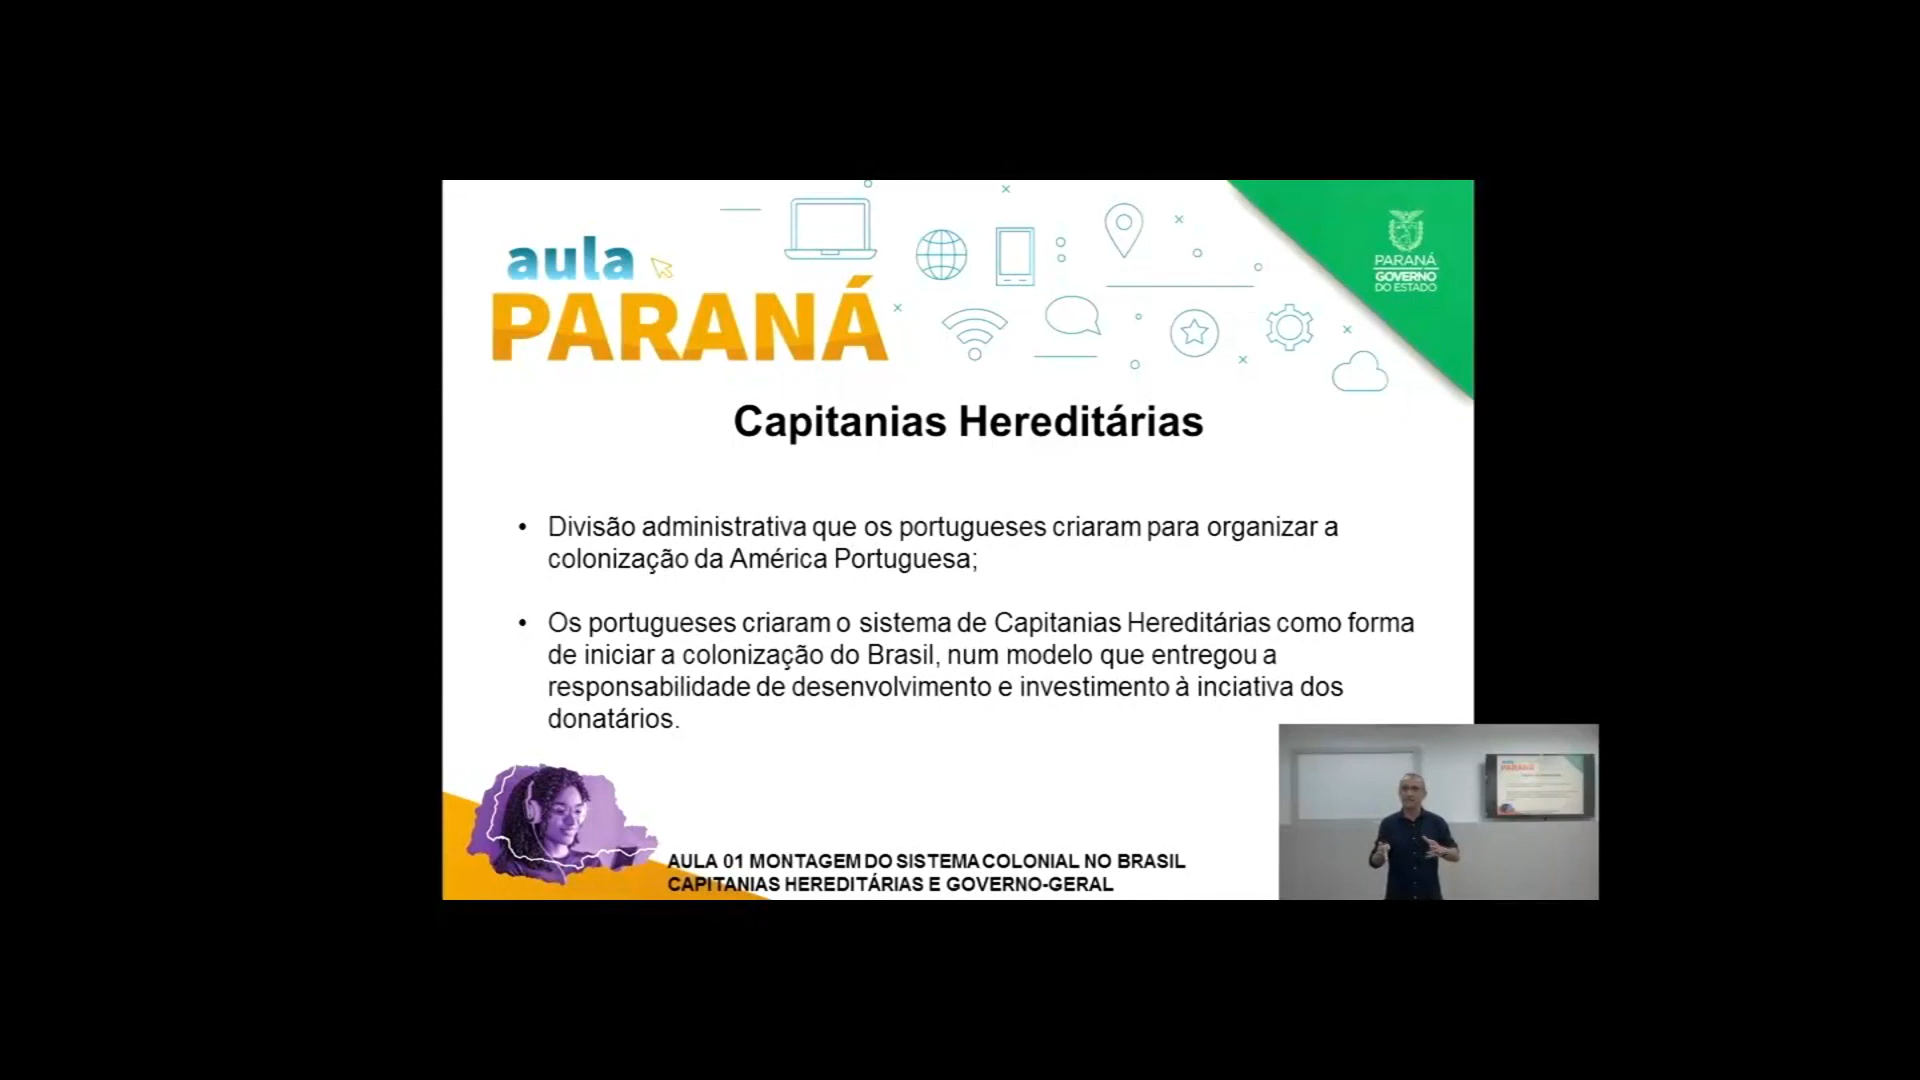 aula
PARANÁ
PARANÁ
GOVERNO
DO ESTADO
Capitanias Hereditárias
• Divisão administrativa que os portugueses criaram para organizar a
colonização da América Portuguesa;
• Os portugueses criaram o sistema de Capitanias Hereditárias como forma
de iniciar a colonização do Brasil, num modelo que entregou a
responsabilidade de desenvolvimento e investimento à inciativa dos
donatários.
AULA 01 MONTAGEM DO SISTEMA COLONIAL NO BRASIL
CAPITANIAS HEREDITÁRIAS E GOVERNO-GERAL
aula
PARANÁ